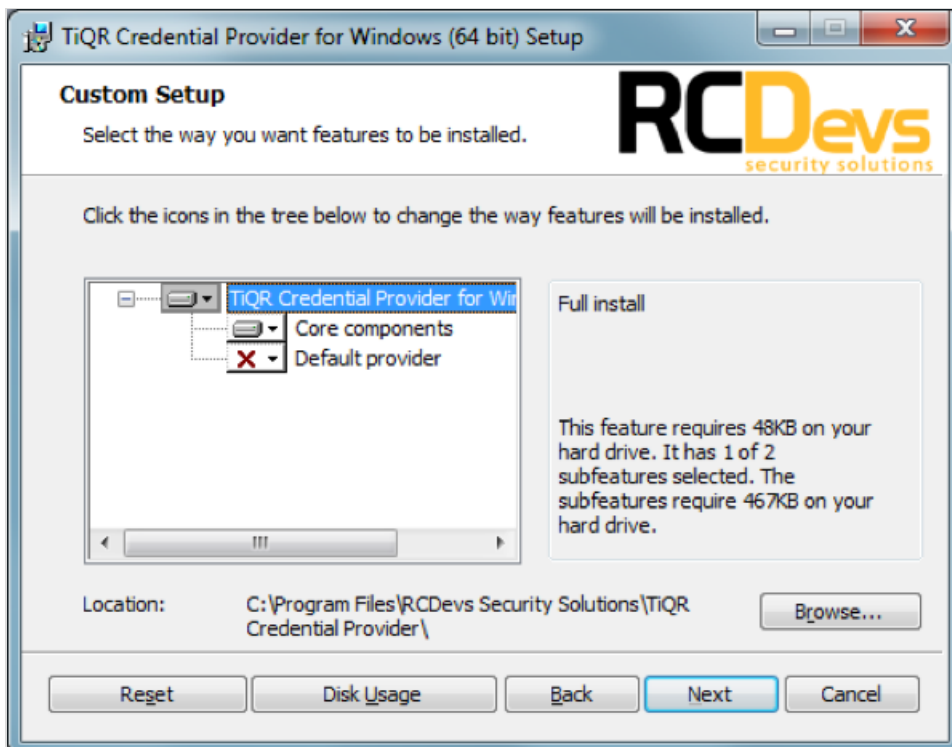 TiQR Credential Provider for Windows (64 bit) Setup
Custom Setup
Select the way you want features to be installed.
RCDevs
security solutions
Click the icons in the tree below to change the way features will be installed.
TiQR Credential Provider for Win
Core components
Default provider
Full install
This feature requires 48KB on your
hard drive. It has 1 of 2
subfeatures selected. The
subfeatures require 467KB on your
hard drive.
Location:
C:\Program Files\RCDevs Security Solutions\TiQR
Credential Provider\
Browse...
Reset
Disk Usage
Back
Next
Cancel